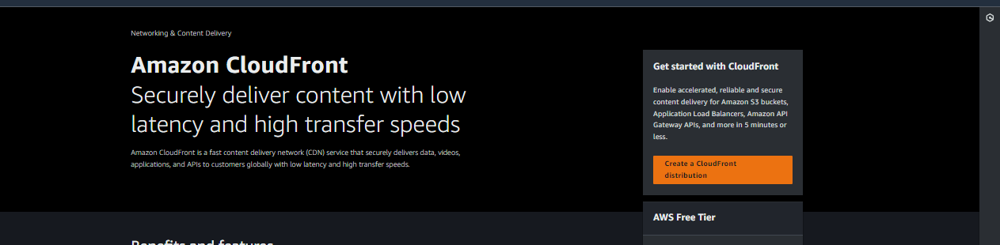 Networking & Content Delivery
Amazon CloudFront
Securely deliver content with low
latency and high transfer speeds
Amazon CloudFront is a fast content delivery network (CDN) service that securely delivers data, videos,
applications, and APIs to customers globally with low latency and high transfer speeds.
Get started with CloudFront
Enable accelerated, reliable and secure
content delivery for Amazon S3 buckets,
Application Load Balancers, Amazon API
Gateway APIs, and more in 5 minutes or
less.
Create a CloudFront
distribution
AWS Free Tier
Benefits and features